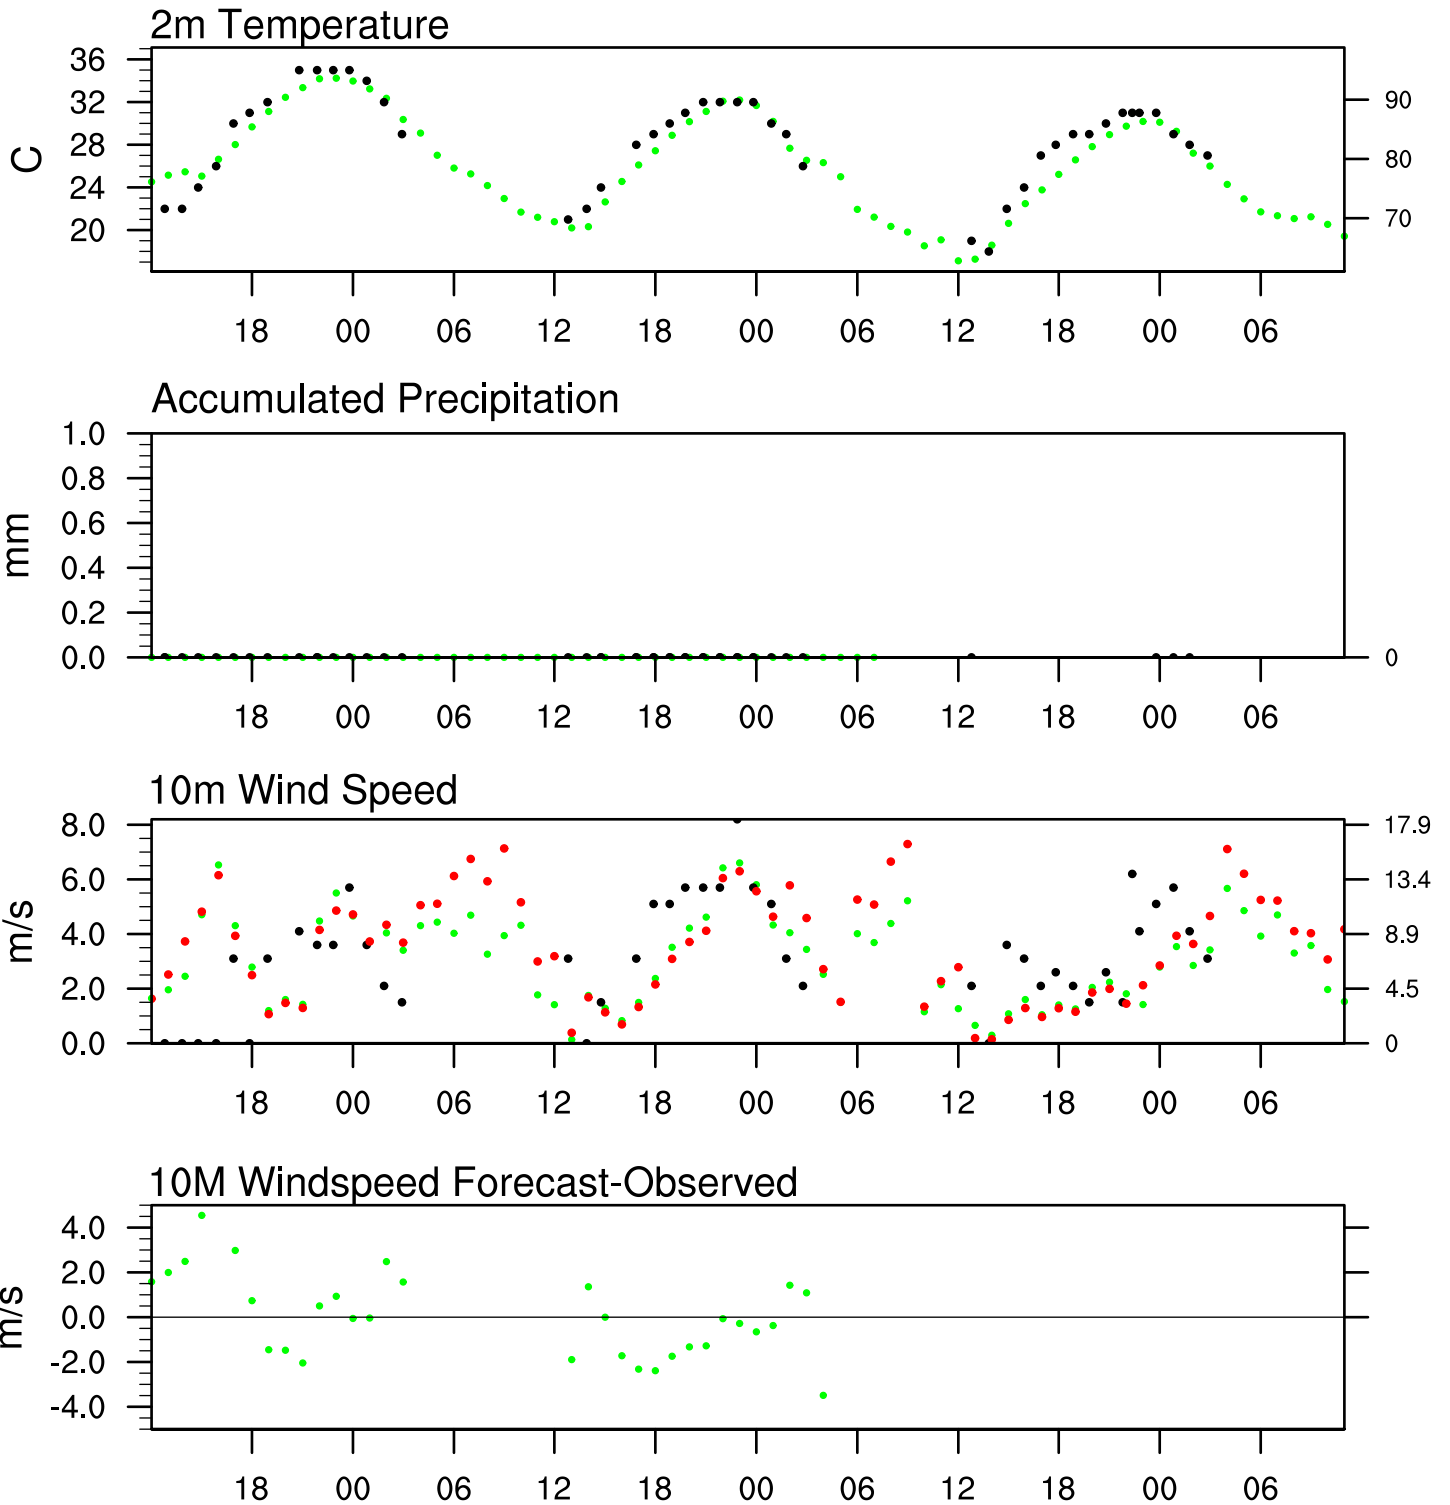 2m Temperature
36
32
28
24
20
C
90
80
70
18 00 06 12 18 00 06 12 18 00 06
Accumulated Precipitation
1.0
0.8
0.6
0.4
0.2
0.0
mm
0
18 00 06 12 18 00 06 12 18 00 06
10m Wind Speed
8.0
6.0
4.0
2.0
0.0
m/s
17.9
13.4
8.9
4.5
0
18 00 06 12 18 00 06 12 18 00 06
10M Windspeed Forecast-Observed
4.0
2.0
0.0
-2.0
-4.0
m/s
18 00 06 12 18 00 06 12 18 00 06